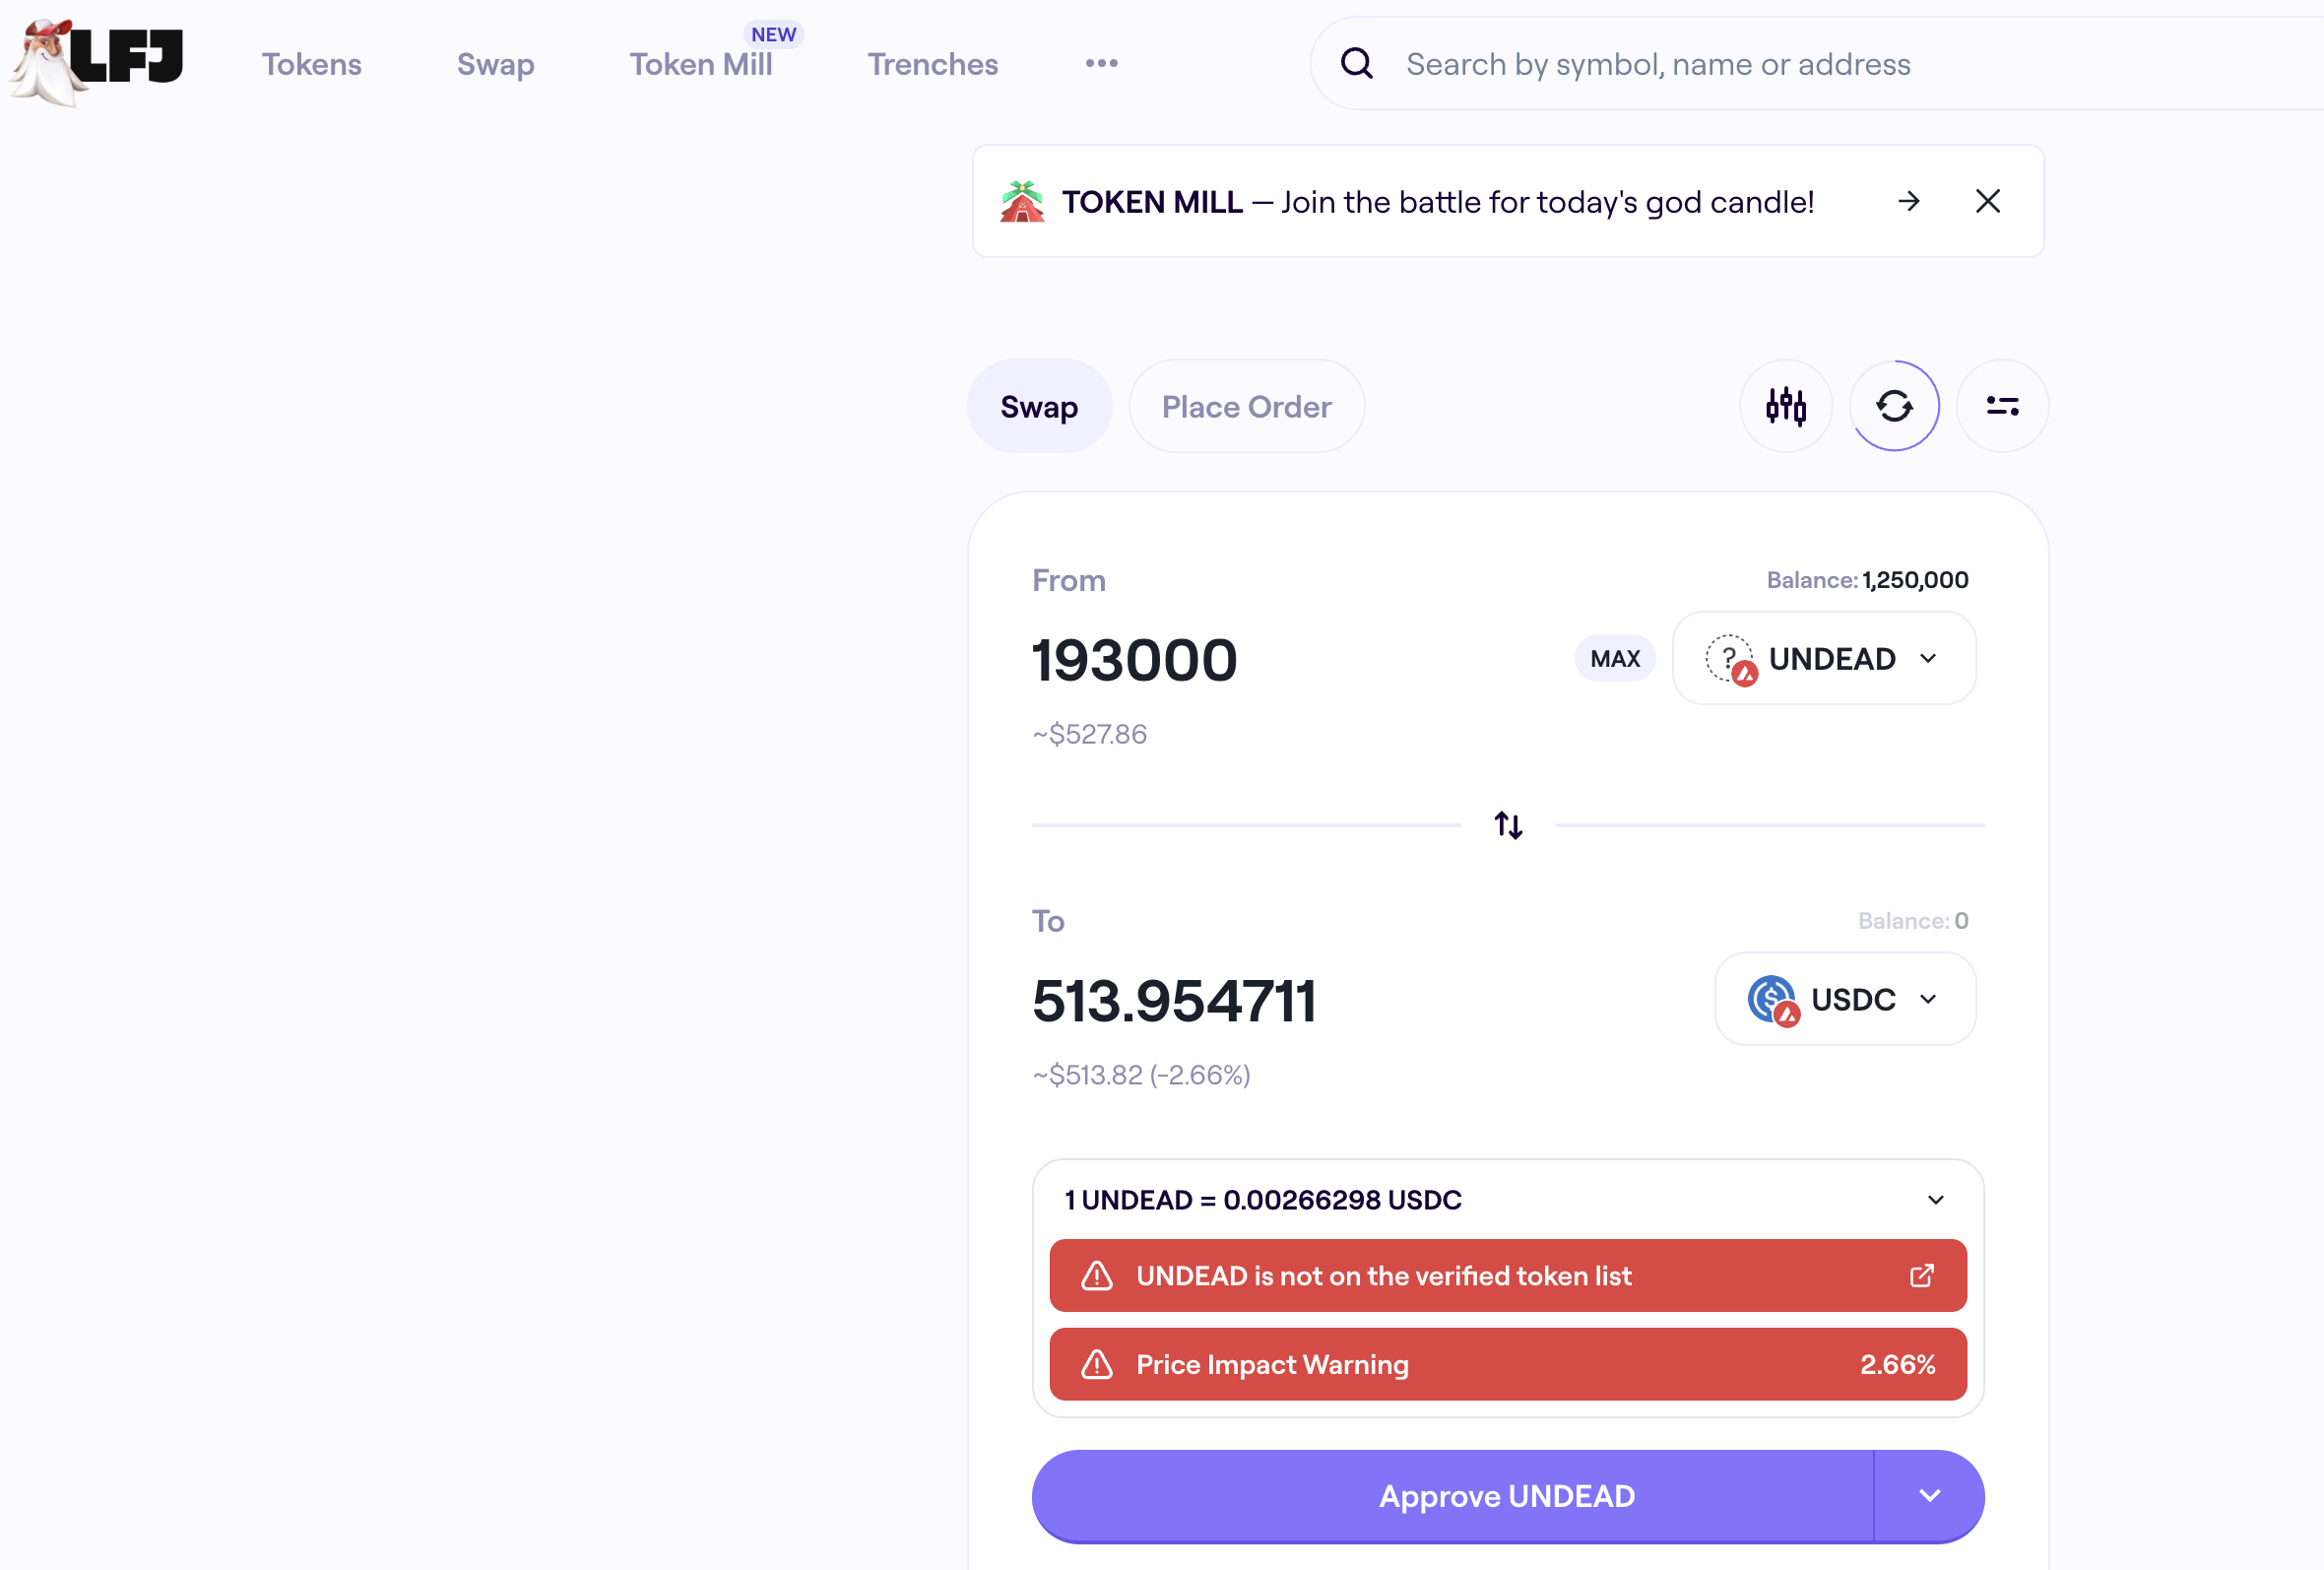 LFJ
Tokens
Swap
Token Mill
NEW
Trenches
Search by symbol, name or address
TOKEN MILL — Join the battle for today's god candle!
Swap
Place Order
From
Balance: 1,250,000
193000
MAX
? UNDEAD
~$527.86
To
Balance: 0
513.954711
USDC
~$513.82 (-2.66%)
1 UNDEAD = 0.00266298 USDC
UNDEAD is not on the verified token list
Price Impact Warning
2.66%
Approve UNDEAD